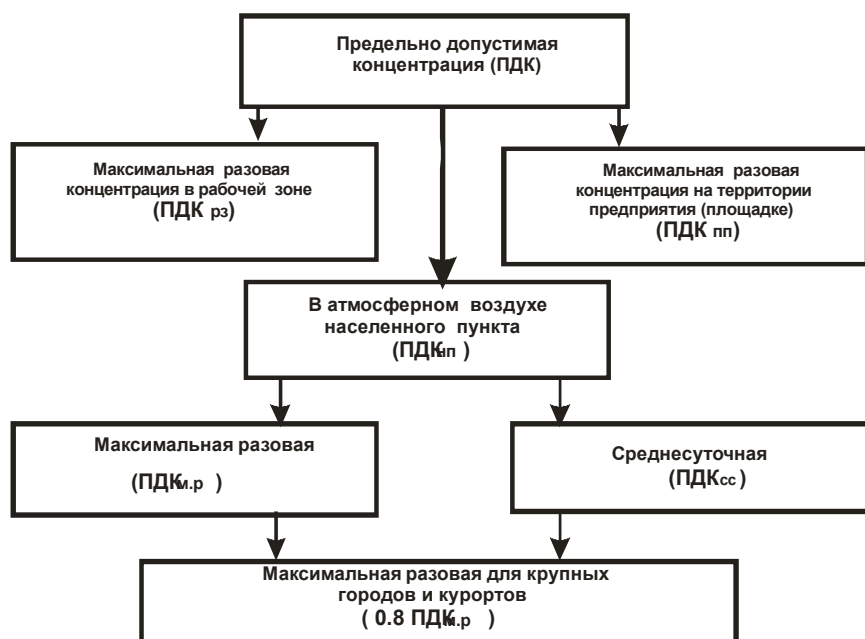 Предельно допустимая
концентрация (ПДК)
Максимальная разовая
концентрация в рабочей зоне
(ПДК рз)
Максимальная разовая
концентрация на территории
предприятия (площадке)
(ПДК пп)
В атмосферном воздухе
населенного пункта
(ПДКнп )
Максимальная разовая
(ПДКм.р )
Среднесуточная
(ПДКсс )
Максимальная разовая для крупных
городов и курортов
( 0.8 ПДКм.р )